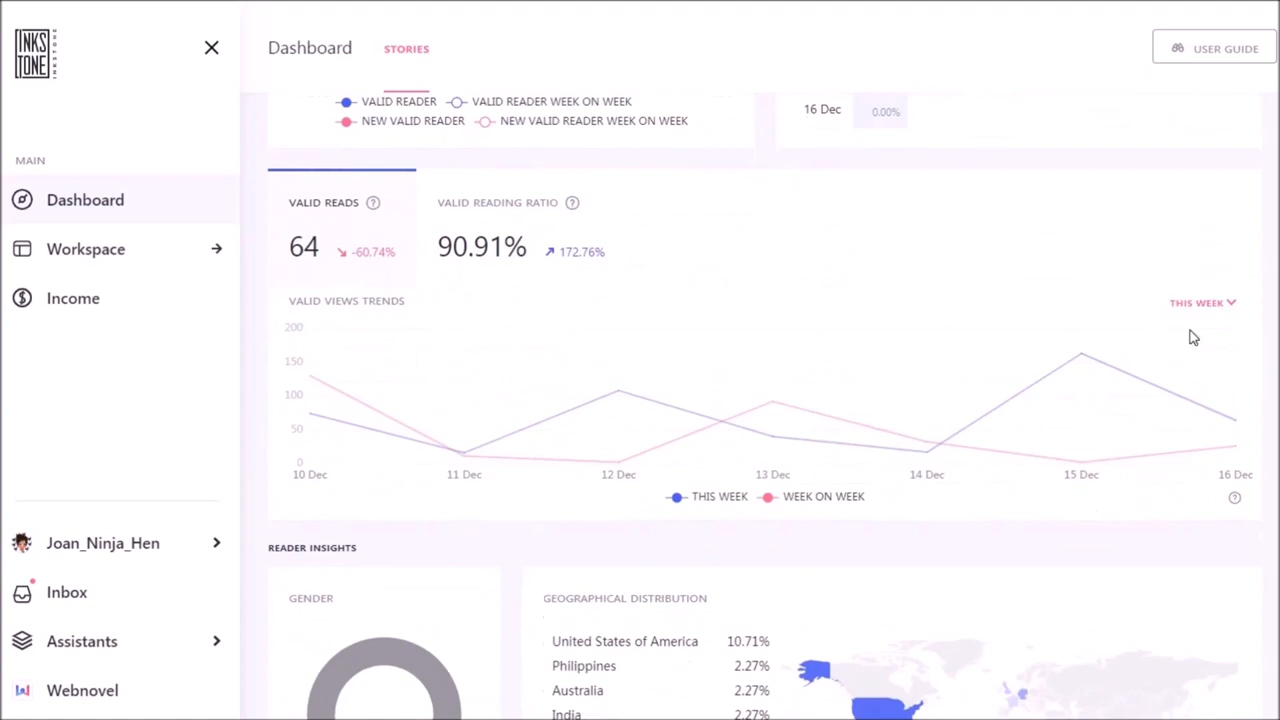 INKS
TONE
INKSTONE
Dashboard
STORIES
USER GUIDE
MAIN
Dashboard
Workspace
Income
Joan_Ninja_Hen
Inbox
Assistants
Webnovel
VALID READER
VALID READER WEEK ON WEEK
NEW VALID READER
NEW VALID READER WEEK ON WEEK
16 Dec
0.00%
VALID READS ?
64
-60.74%
VALID READING RATIO ?
90.91%
172.76%
VALID VIEWS TRENDS
THIS WEEK
200
150
100
50
0
10 Dec
11 Dec
12 Dec
13 Dec
14 Dec
15 Dec
16 Dec
THIS WEEK
WEEK ON WEEK
?
READER INSIGHTS
GENDER
GEOGRAPHICAL DISTRIBUTION
United States of America 10.71%
Philippines 2.27%
Australia 2.27%
India 2.27%